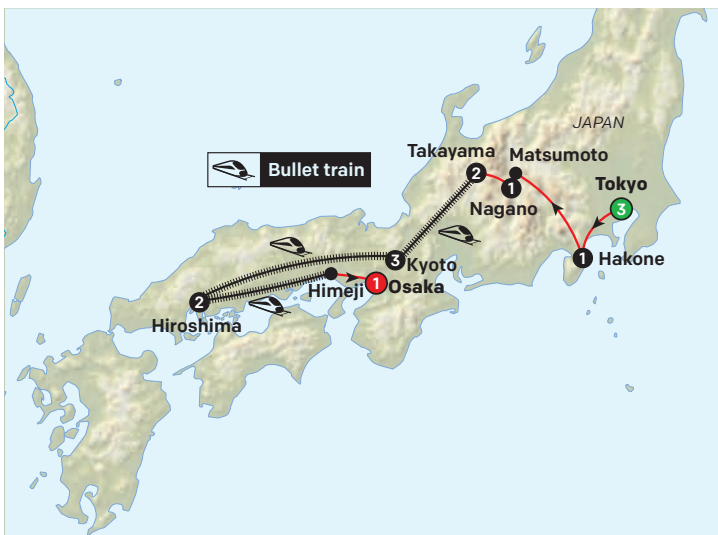 JAPAN
Takayama
Matsumoto
Bullet train
2
1
Nagano
Tokyo
3
3
Kyoto
1
Hakone
Himeji
1
Osaka
2
Hiroshima